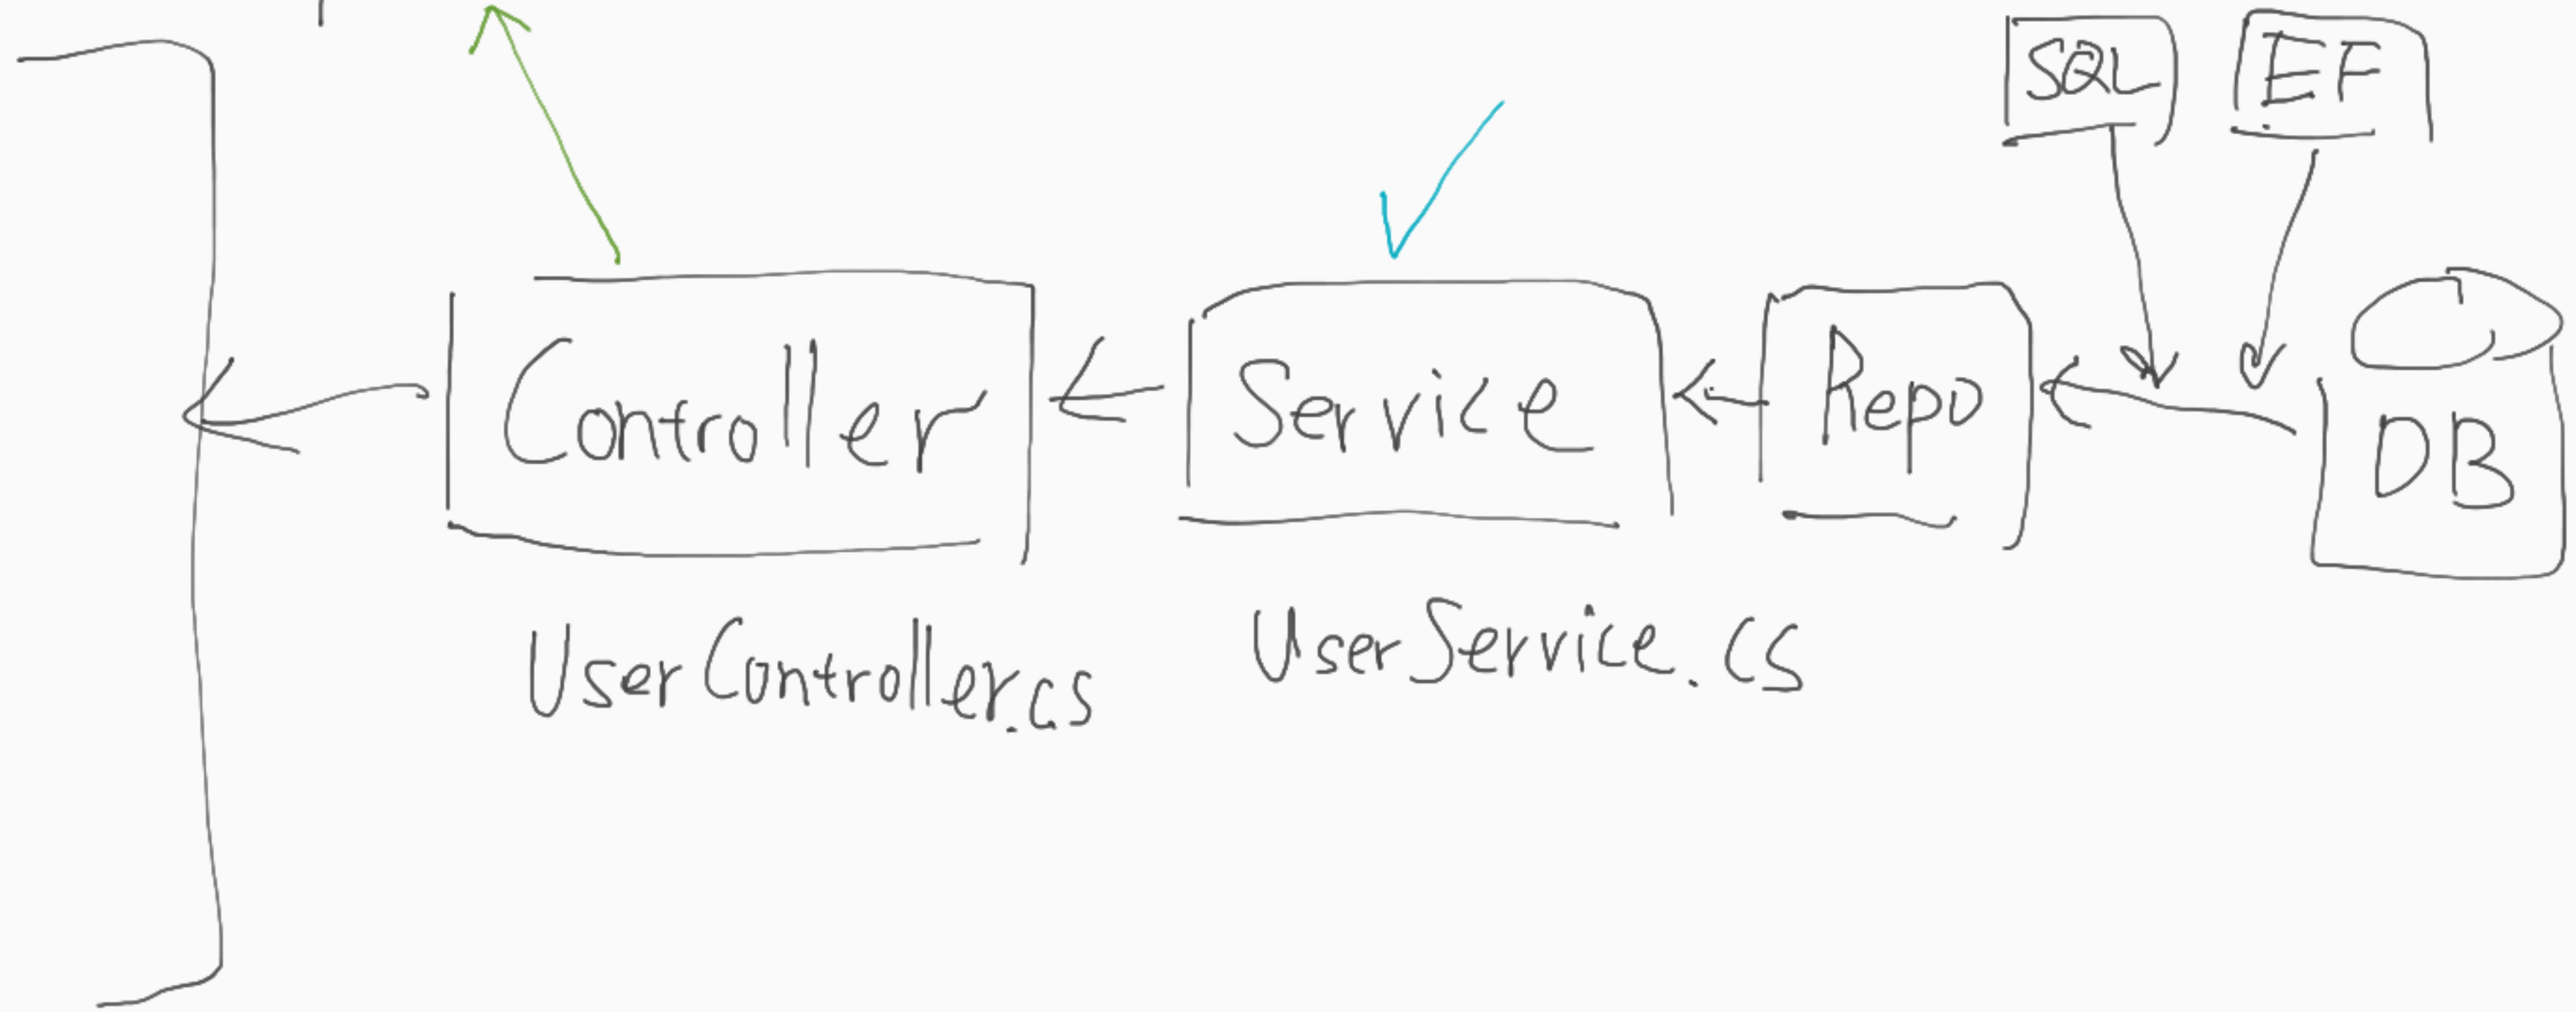 SQL
EF
Controller
Service
Repo
DB
UserController.cs
UserService.cs